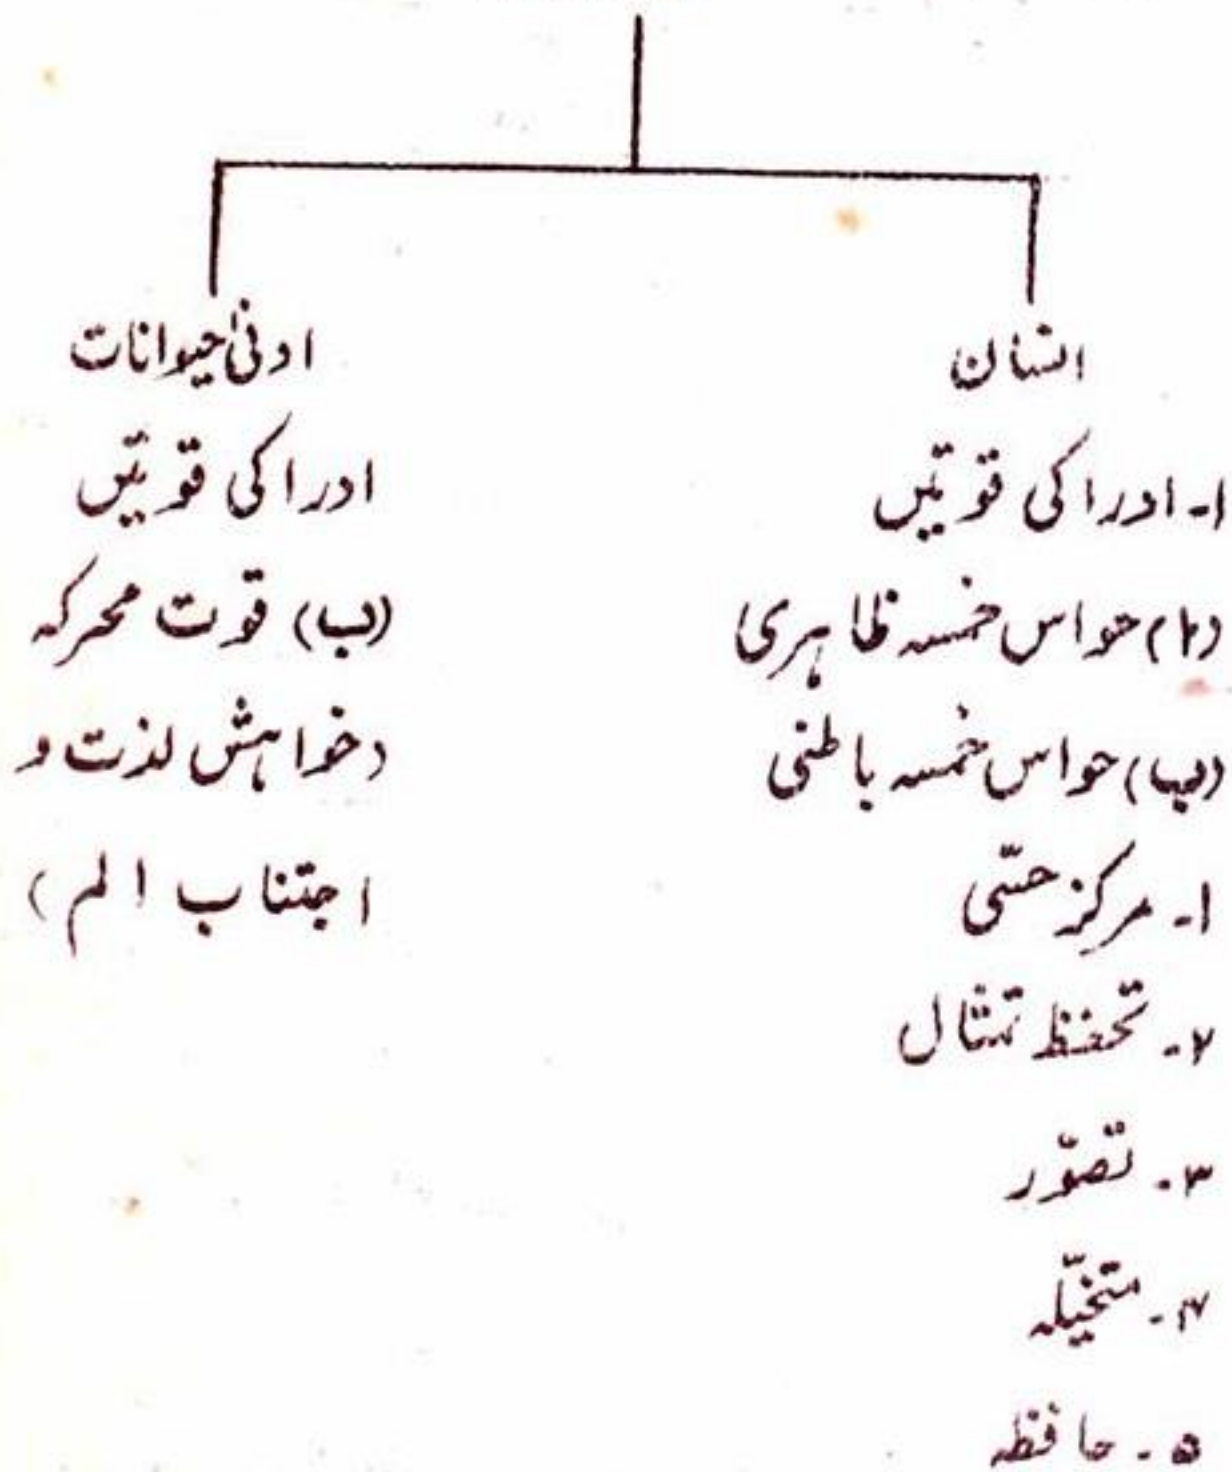 انسان
۱۔ ادراکی قوتیں
(ا) حواس خمسہ ظاہری
(ب) حواس خمسہ باطنی
۱۔ مرکز حسّی
۲۔ تحفظ تمثال
۳۔ تصوّر
۴۔ متخیّلہ
۵۔ حافظہ
ادنیٰ حیوانات
ادراکی قوتیں
(ب) قوت محرکہ
(خواہش لذت و
اجتناب الم)